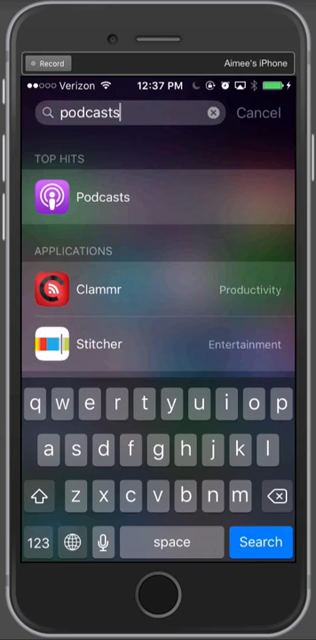 Record Aimee's iPhone
Verizon 12:37 PM
podcasts Cancel
TOP HITS
Podcasts
APPLICATIONS
Clammr Productivity
Stitcher Entertainment
q w e r t y u i o p
a s d f g h j k l
z x c v b n m
123 space Search